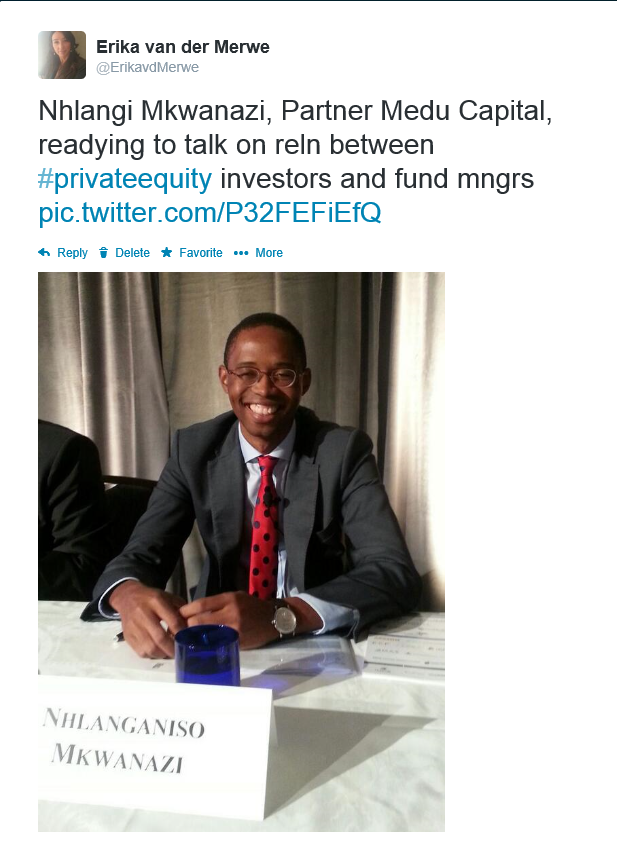 Erika van der Merwe
@ErikavdMerwe
Nhlangi Mkwanazi, Partner Medu Capital,
readying to talk on reln between
#privateequity investors and fund mngrs
pic.twitter.com/P32FEFiEfQ
Reply Delete Favorite More
NHLANGANISO
MKWANAZI